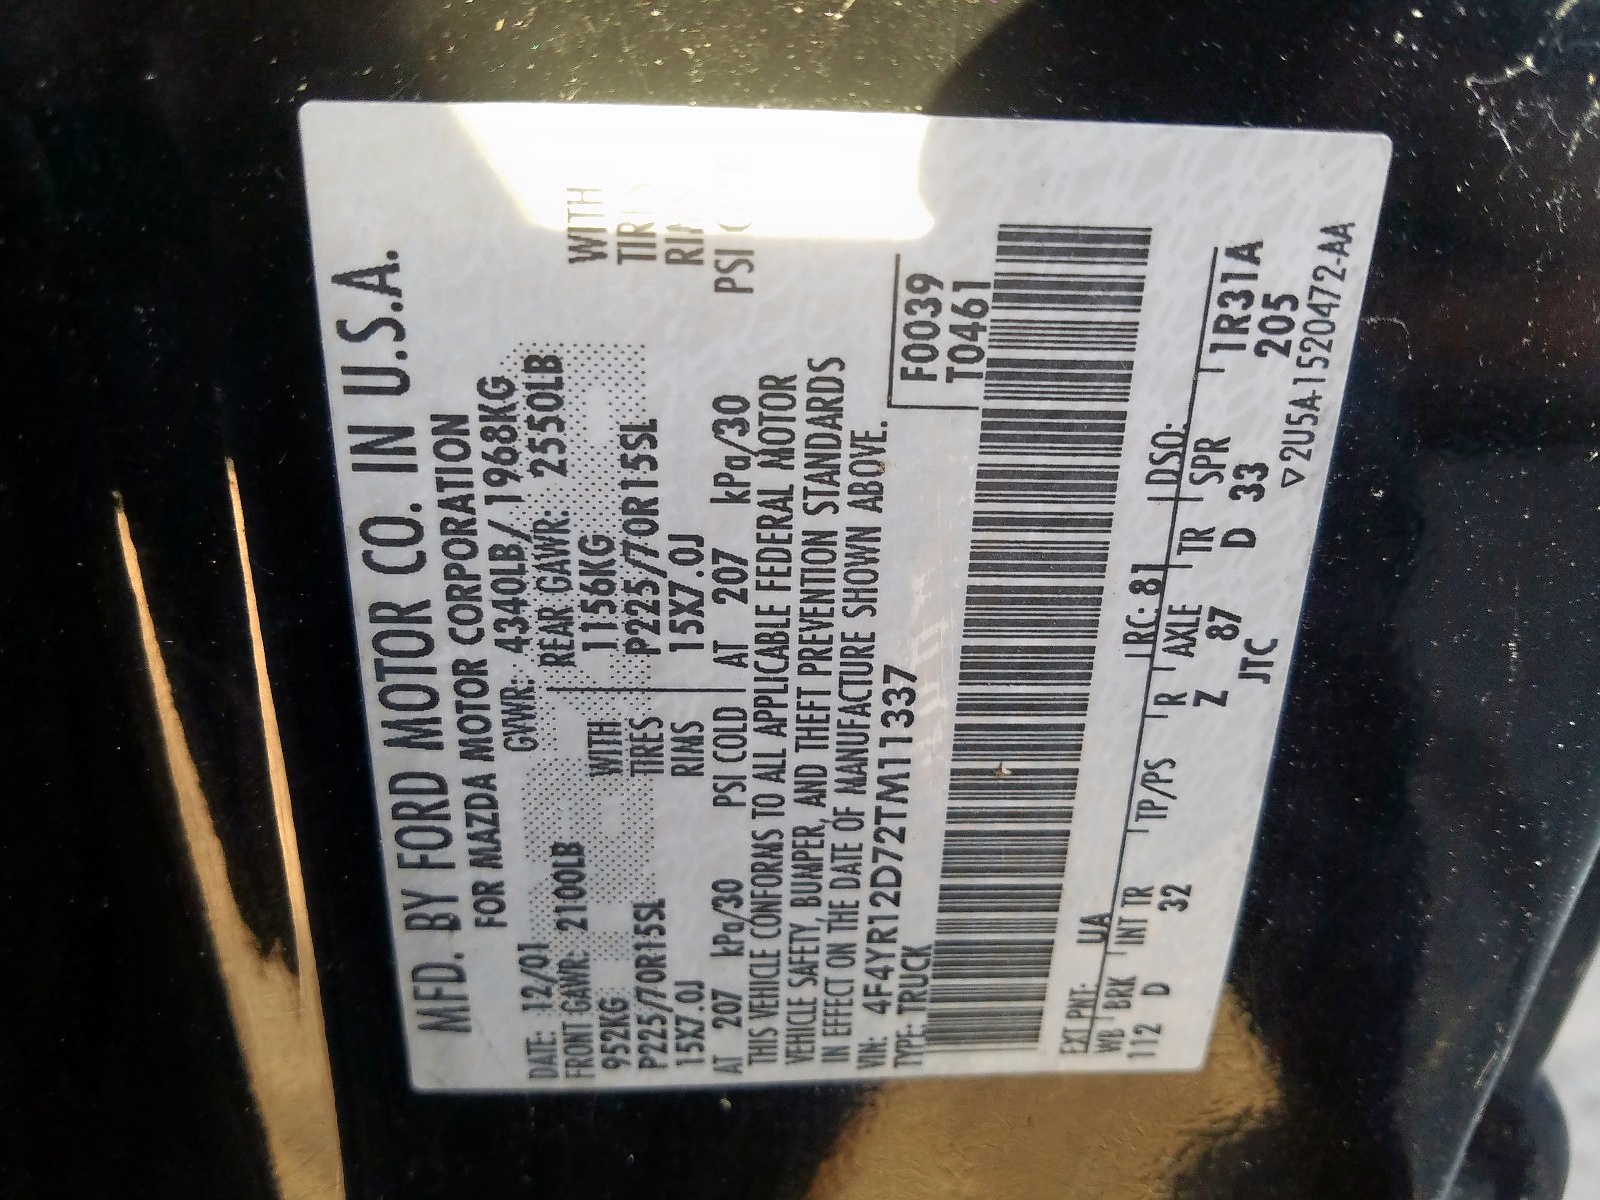 MFD. BY FORD MOTOR CO. IN U.S.A.
FOR MAZDA MOTOR CORPORATION
DATE: 12/01 GVWR: 4340LB/ 1968KG
FRONT GAWR: 2100LB REAR GAWR: 2550LB
952KG WITH 1156KG WITH
P225/70R15SL TIRES P225/70R15SL
15X7.0J RIMS 15X7.0J
AT 207 kPa/30 PSI COLD AT 207 kPa/30 PSI
THIS VEHICLE CONFORMS TO ALL APPLICABLE FEDERAL MOTOR
VEHICLE SAFETY, BUMPER, AND THEFT PREVENTION STANDARDS
IN EFFECT ON THE DATE OF MANUFACTURE SHOWN ABOVE.
VIN: 4F4YR12D72TM11337 F0039
TYPE: TRUCK T0461
EXT PNT: UA RC: 81 DSO:
WB BRK INT TR TP/PS R AXLE TR SPR 1R31A
112 D 32 Z 87 D 33 205
JTC ▽2U5A-1520472-AA